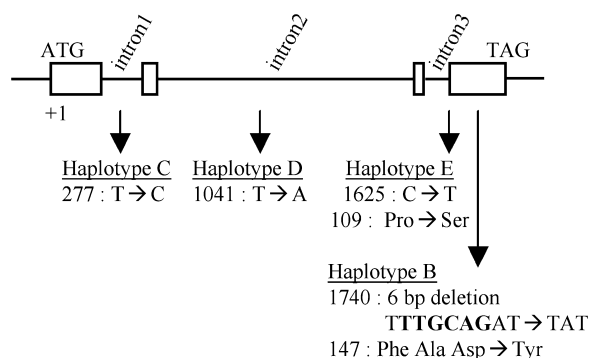 ATG
intron1
intron2
intron3
TAG
+1
Haplotype C
277 : T → C
Haplotype D
1041 : T → A
Haplotype E
1625 : C → T
109 : Pro → Ser
Haplotype B
1740 : 6 bp deletion
TTTGCAGAT → TAT
147 : Phe Ala Asp → Tyr